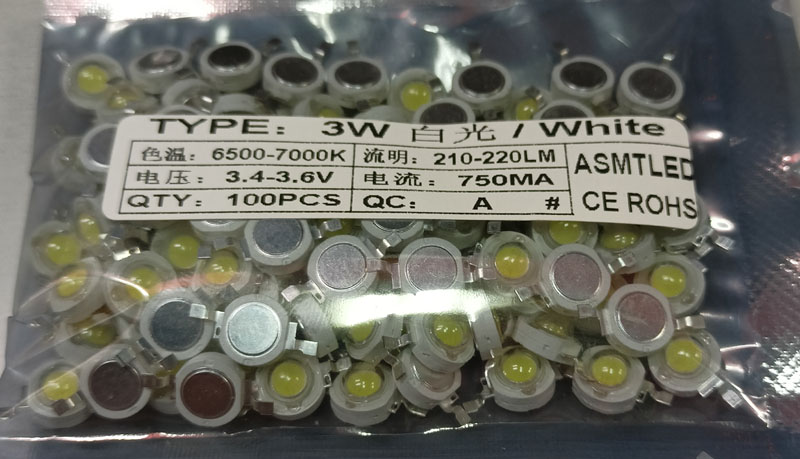 TYPE: 3W 白光 / White
色温: 6500-7000K 流明: 210-220LM
电压: 3.4-3.6V 电流: 750MA
QTY: 100PCS QC: A #
ASMTLED
CE ROHS